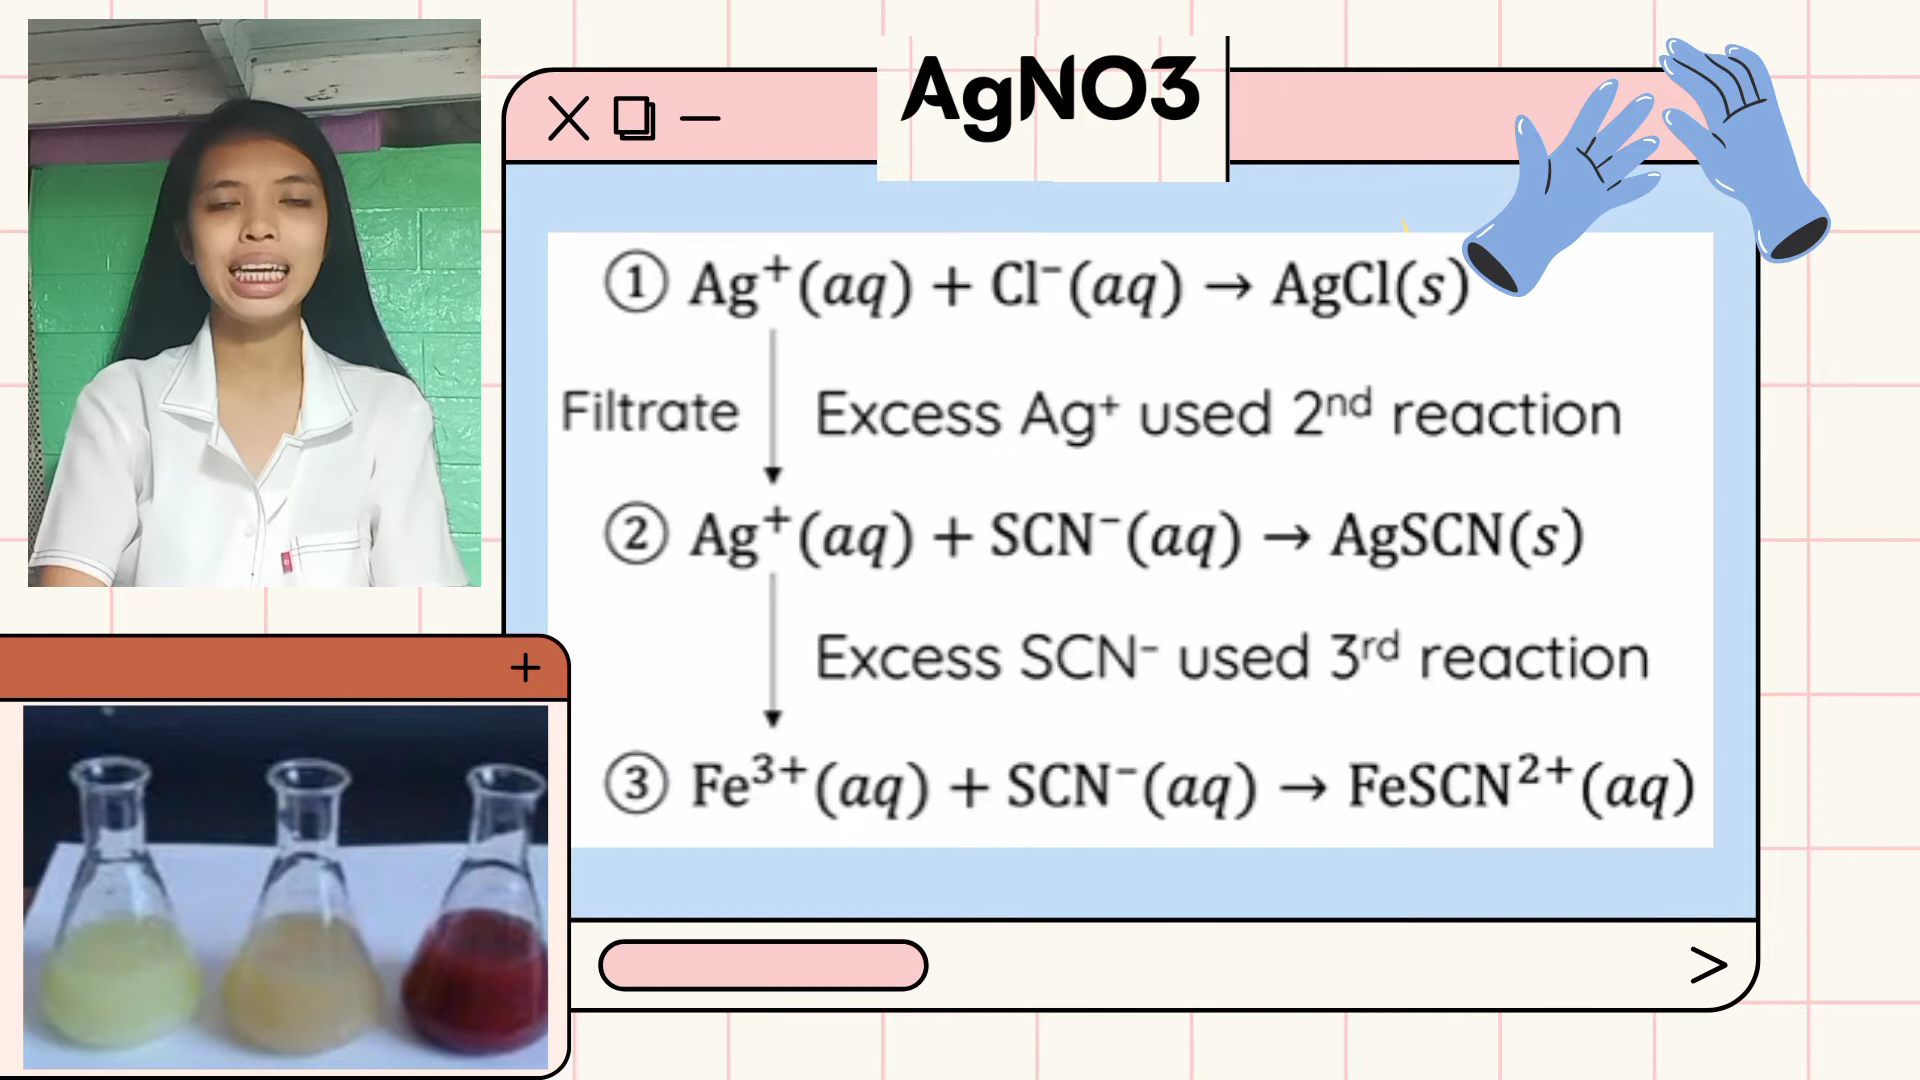 AgNO3
① Ag⁺(aq) + Cl⁻(aq) → AgCl(s)
Filtrate Excess Ag⁺ used 2ⁿᵈ reaction
② Ag⁺(aq) + SCN⁻(aq) → AgSCN(s)
Excess SCN⁻ used 3ʳᵈ reaction
③ Fe³⁺(aq) + SCN⁻(aq) → FeSCN²⁺(aq)